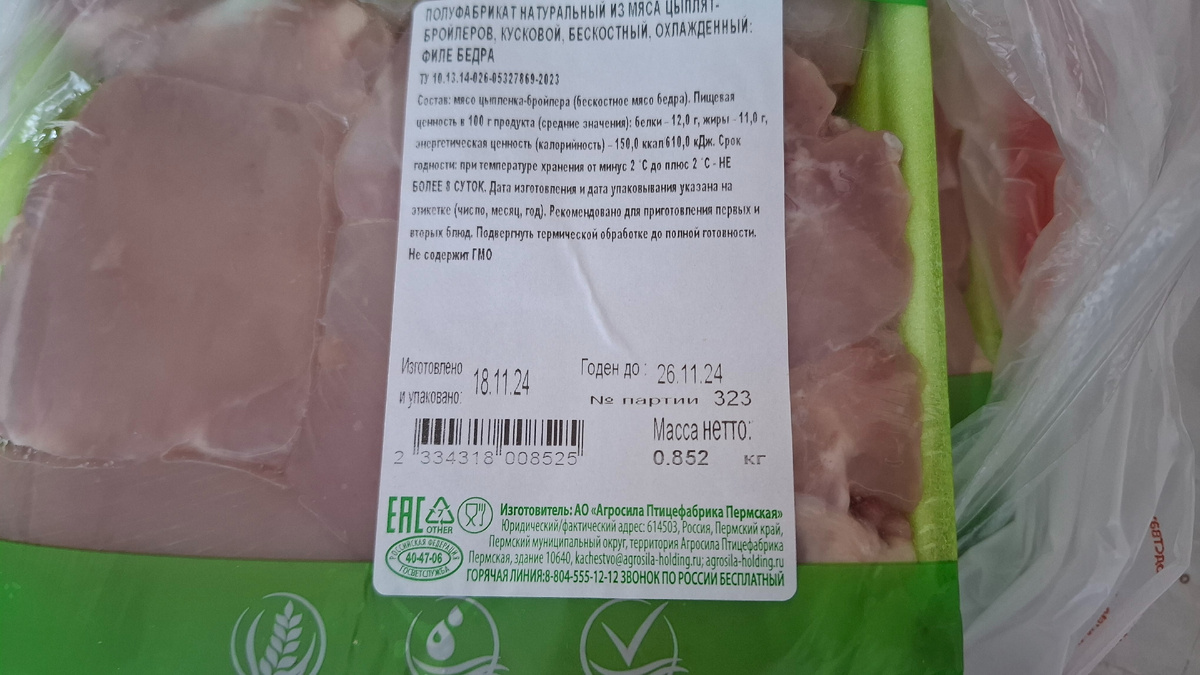 ПОЛУФАБРИКАТ НАТУРАЛЬНЫЙ ИЗ МЯСА ЦЫПЛЯТ-
БРОЙЛЕРОВ, КУСКОВОЙ, БЕСКОСТНЫЙ, ОХЛАЖДЕННЫЙ:
ФИЛЕ БЕДРА
ТУ 10.13.14-026-05327869-2023
Состав: мясо цыпленка-бройлера (бескостное мясо бедра). Пищевая
ценность в 100 г продукта (средние значения): белки - 12,0 г, жиры - 11,0 г,
энергетическая ценность (калорийность) - 150,0 ккал/610,0 кДж. Срок
годности: при температуре хранения от минус 2 °С до плюс 2 °С - НЕ
БОЛЕЕ 8 СУТОК. Дата изготовления и дата упаковывания указана на
этикетке (число, месяц, год). Рекомендовано для приготовления первых и
вторых блюд. Подвергнуть термической обработке до полной готовности.
Не содержит ГМО
Изготовлено и упаковано: 18.11.24
Годен до: 26.11.24
№ партии 323
Масса нетто:
0.852 кг
2 334318 008525
EAC 7 OTHER
РОССИЙСКАЯ ФЕДЕРАЦИЯ
40-47-06
ГОСВЕТСЛУЖБА
Изготовитель: АО «Агросила Птицефабрика Пермская»
Юридический/фактический адрес: 614503, Россия, Пермский край,
Пермский муниципальный округ, территория Агросила Птицефабрика
Пермская, здание 10640, kachestvo@agrosila-holding.ru; agrosila-holding.ru
ГОРЯЧАЯ ЛИНИЯ:8-804-555-12-12 ЗВОНОК ПО РОССИИ БЕСПЛАТНЫЙ